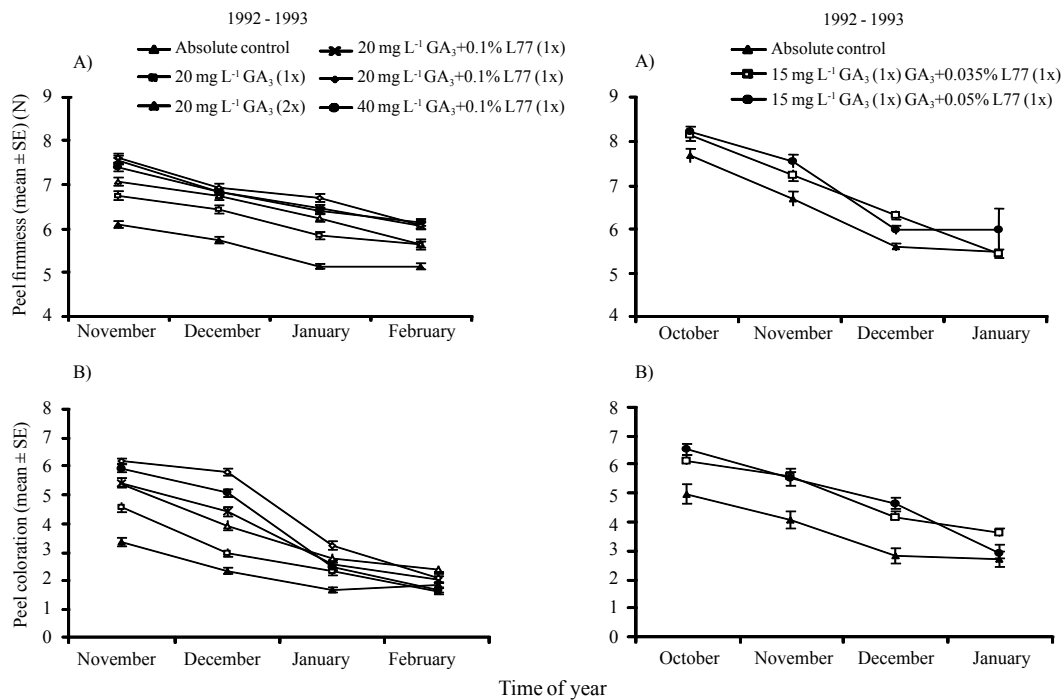 1992 - 1993
Absolute control
20 mg L⁻¹ GA₃+0.1% L77 (1x)
20 mg L⁻¹ GA₃ (1x)
20 mg L⁻¹ GA₃+0.1% L77 (1x)
20 mg L⁻¹ GA₃ (2x)
40 mg L⁻¹ GA₃+0.1% L77 (1x)
A)
Peel firmness (mean ± SE) (N)
9
8
7
6
5
4
November December January February
1992 - 1993
Absolute control
15 mg L⁻¹ GA₃ (1x) GA₃+0.035% L77 (1x)
15 mg L⁻¹ GA₃ (1x) GA₃+0.05% L77 (1x)
A)
9
8
7
6
5
4
October November December January
B)
Peel coloration (mean ± SE)
8
7
6
5
4
3
2
1
0
November December January February
B)
8
7
6
5
4
3
2
1
0
October November December January
Time of year